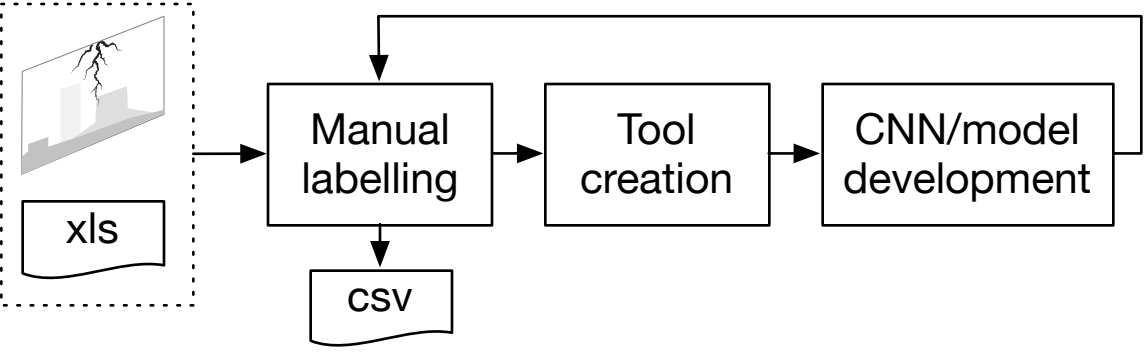 xls
Manual
labelling
csv
Tool
creation
CNN/model
development